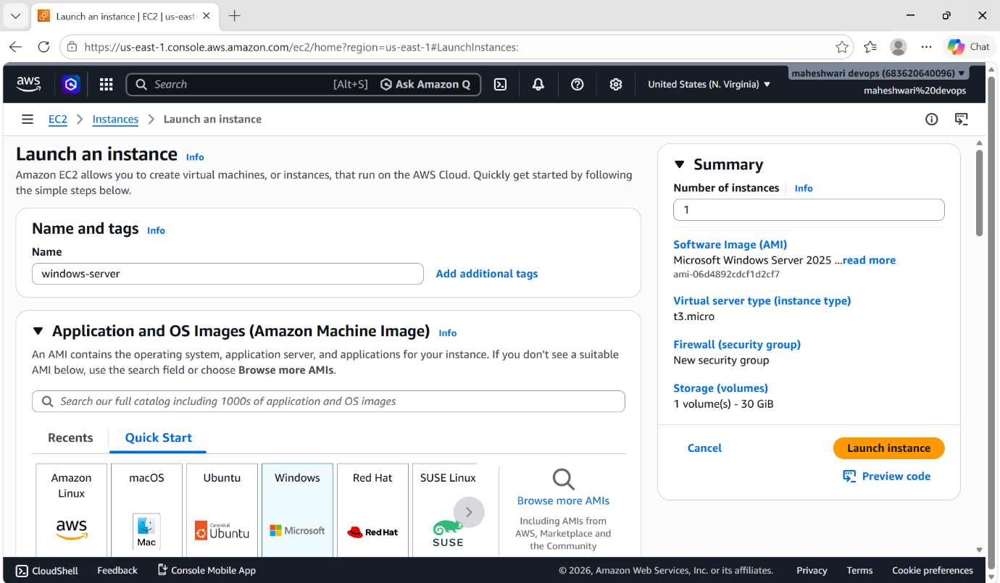 Launch an instance | EC2 | us-east-
https://us-east-1.console.aws.amazon.com/ec2/home?region=us-east-1#LaunchInstances:
Chat
aws
Search
[Alt+S]
Ask Amazon Q
United States (N. Virginia)
maheshwari devops (683620640096)
maheshwari%20devops
EC2
Instances
Launch an instance
Launch an instance Info
Amazon EC2 allows you to create virtual machines, or instances, that run on the AWS Cloud. Quickly get started by following
the simple steps below.
Name and tags Info
Name
windows-server
Add additional tags
Application and OS Images (Amazon Machine Image) Info
An AMI contains the operating system, application server, and applications for your instance. If you don't see a suitable
AMI below, use the search field or choose Browse more AMIs.
Search our full catalog including 1000s of application and OS images
Recents
Quick Start
Amazon
Linux
aws
macOS
Mac
Ubuntu
Canonical
Ubuntu
Windows
Microsoft
Red Hat
Red Hat
SUSE Linux
SUSE
Browse more AMIs
Including AMIs from
AWS, Marketplace and
the Community
Summary
Number of instances Info
1
Software Image (AMI)
Microsoft Windows Server 2025 ...read more
ami-06d4892cdcf1d2cf7
Virtual server type (instance type)
t3.micro
Firewall (security group)
New security group
Storage (volumes)
1 volume(s) - 30 GiB
Cancel
Launch instance
Preview code
CloudShell
Feedback
Console Mobile App
© 2026, Amazon Web Services, Inc. or its affiliates.
Privacy
Terms
Cookie preferences